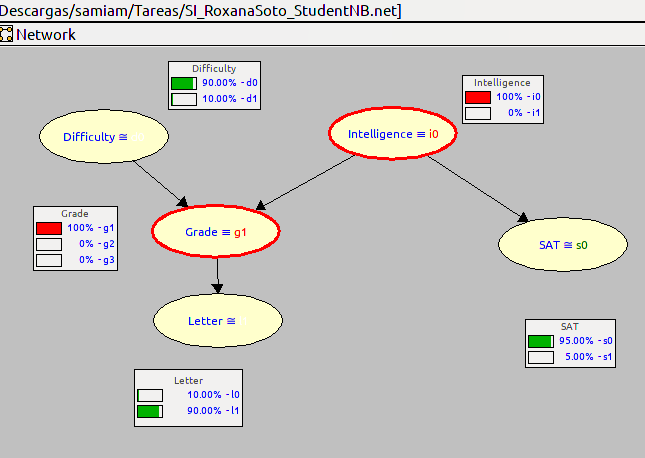 Descargas/samiam/Tareas/SI_RoxanaSoto_StudentNB.net]
Network
Difficulty
90.00% -d0
10.00% -d1
Intelligence
100% -i0
0% -i1
Difficulty ≅
Intelligence ≡ i0
Grade
100% -g1
0% -g2
0% -g3
Grade ≡ g1
SAT ≅ s0
Letter ≅
SAT
95.00% -s0
5.00% -s1
Letter
10.00% -l0
90.00% -l1